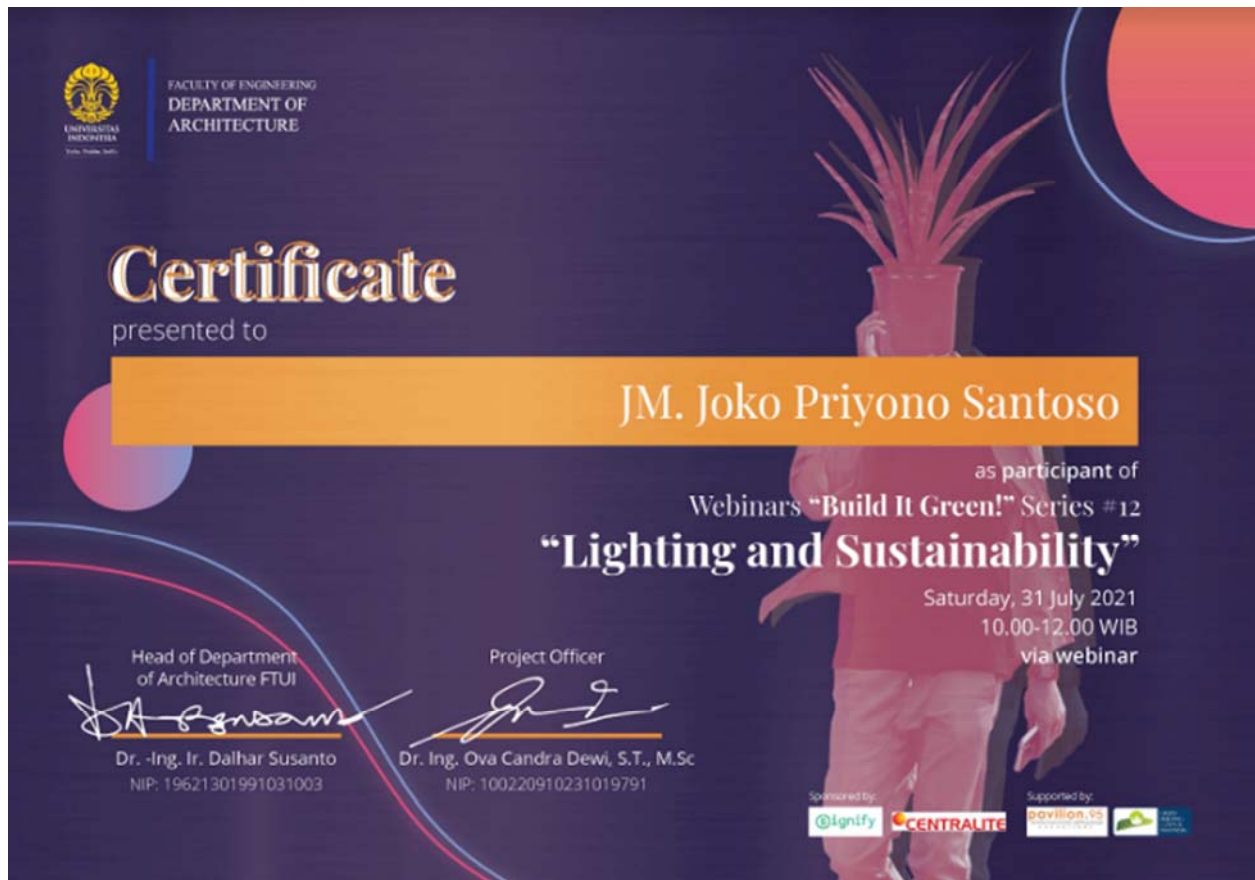 UNIVERSITAS
INDONESIA
FACULTY OF ENGINEERING
DEPARTMENT OF
ARCHITECTURE
Certificate
presented to
JM. Joko Priyono Santoso
as participant of
Webinars “Build It Green!” Series #12
“Lighting and Sustainability”
Saturday, 31 July 2021
10.00-12.00 WIB
via webinar
Head of Department
of Architecture FTUI
Dr. -Ing. Ir. Dalhar Susanto
NIP: 19621301991031003
Project Officer
Dr. Ing. Ova Candra Dewi, S.T., M.Sc
NIP: 100220910231019791
Sponsored by:
Signify
CENTRALITE
Supported by:
pavilion.95